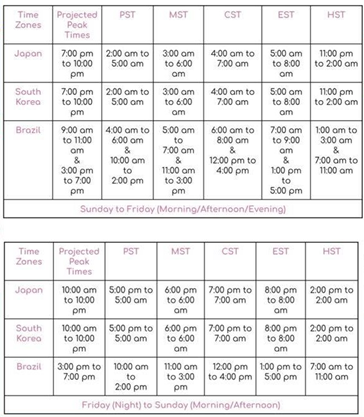 Time Zones Projected Peak Times PST MST CST EST HST
Japan 7:00 pm to 10:00 pm 2:00 am to 5:00 am 3:00 am to 6:00 am 4:00 am to 7:00 am 5:00 am to 8:00 am 11:00 pm to 2:00 am
South Korea 7:00 pm to 10:00 pm 2:00 am to 5:00 am 3:00 am to 6:00 am 4:00 am to 7:00 am 5:00 am to 8:00 am 11:00 pm to 2:00 am
Brazil 9:00 am to 11:00 am & 3:00 pm to 7:00 pm 4:00 am to 6:00 am & 10:00 am to 2:00 pm 5:00 am to 7:00 am & 11:00 am to 3:00 pm 6:00 am to 8:00 am & 12:00 pm to 4:00 pm 7:00 am to 9:00 am & 1:00 pm to 5:00 pm 1:00 am to 3:00 am & 7:00 am to 11:00 am
Sunday to Friday (Morning/Afternoon/Evening)
Time Zones Projected Peak Times PST MST CST EST HST
Japan 10:00 am to 10:00 pm 5:00 pm to 5:00 am 6:00 pm to 6:00 am 7:00 pm to 7:00 am 8:00 pm to 8:00 am 2:00 pm to 2:00 am
South Korea 10:00 am to 10:00 pm 5:00 pm to 5:00 am 6:00 pm to 6:00 am 7:00 pm to 7:00 am 8:00 pm to 8:00 am 2:00 pm to 2:00 am
Brazil 3:00 pm to 7:00 pm 10:00 am to 2:00 pm 11:00 am to 3:00 pm 12:00 pm to 4:00 pm 1:00 pm to 5:00 pm 7:00 am to 11:00 am
Friday (Night) to Sunday (Morning/Afternoon)